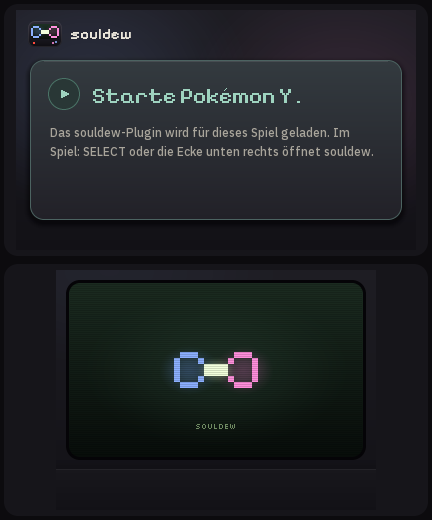 souldew
Starte Pokémon Y.
Das souldew-Plugin wird für dieses Spiel geladen. Im
Spiel: SELECT oder die Ecke unten rechts öffnet souldew.
SOULDEW